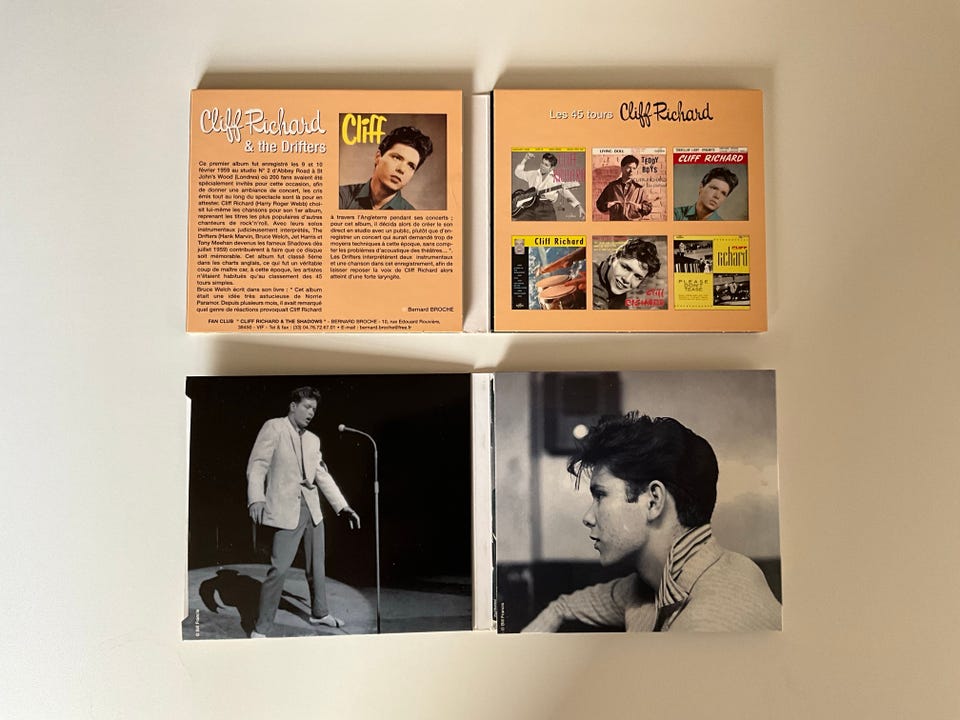 Cliff Richard
& the Drifters
Cliff
Ce premier album fut enregistré les 9 et 10
février 1959 au studio N° 2 d'Abbey Road à St
John's Wood (Londres) où 200 fans avaient été
spécialement invités pour cette occasion, afin
de donner une ambiance de concert, les cris
émis tout au long du spectacle sont là pour en
attester. Cliff Richard (Harry Roger Webb) choi-
sit lui-même les chansons pour son 1er album,
reprenant les titres les plus populaires d'autres
chanteurs de rock'n'roll. Avec leurs solos
instrumentaux judicieusement interprétés, The
Drifters (Hank Marvin, Bruce Welch, Jet Harris et
Tony Meehan devenus les fameux Shadows dès
juillet 1959) contribuèrent à faire que ce disque
soit mémorable. Cet album fut classé 5ème
dans les charts anglais, ce qui fut un véritable
coup de maître car, à cette époque, les artistes
n'étaient habitués qu'au classement des 45
tours simples.
Bruce Welch écrit dans son livre : " Cet album
était une idée très astucieuse de Norrie
Paramor. Depuis plusieurs mois, il avait remarqué
quel genre de réactions provoquait Cliff Richard
à travers l'Angleterre pendant ses concerts ;
pour cet album, il décida alors de créer le son
direct en studio avec un public, plutôt que d'en-
registrer un concert qui aurait demandé trop de
moyens techniques à cette époque, sans comp-
ter les problèmes d'acoustique des théâtres... ".
Les Drifters interprétèrent deux instrumentaux
et une chanson dans cet enregistrement, afin de
laisser reposer la voix de Cliff Richard alors
atteint d'une forte laryngite.
Bernard BROCHE
FAN CLUB " CLIFF RICHARD & THE SHADOWS " - BERNARD BROCHE - 10, rue Edouard Rouvière,
38450 - VIF - Tel & fax : (33) 04.76.72.67.01 • E-mail : bernard.broche@free.fr
Les 45 tours Cliff Richard
CLIFF
RICHARD
LIVING DOLL
TEDDY
BOYS
CLIFF RICHARD
Cliff Richard
Cliff
RICHARD
CLIFF
richard
PLEASE
DON'T
TEASE